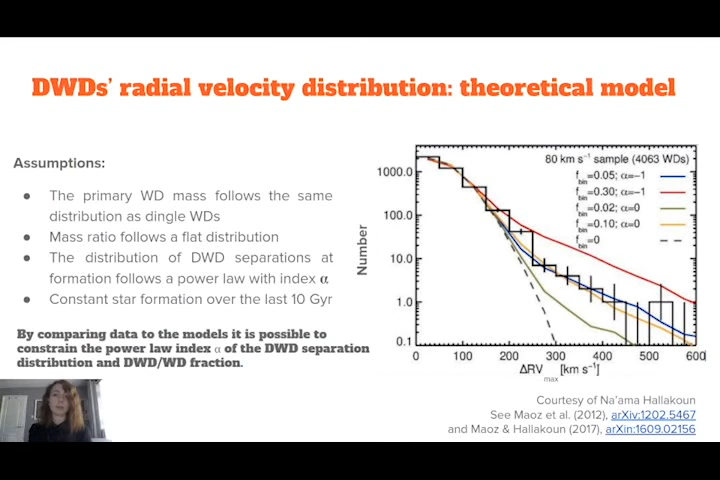 DWDs' radial velocity distribution: theoretical model
Assumptions:
● The primary WD mass follows the same
distribution as dingle WDs
● Mass ratio follows a flat distribution
● The distribution of DWD separations at
formation follows a power law with index α
● Constant star formation over the last 10 Gyr
By comparing data to the models it is possible to
constrain the power law index α of the DWD separation
distribution and DWD/WD fraction.
80 km s⁻¹ sample (4063 WDs)
f_bin=0.05; α=−1
f_bin=0.30; α=−1
f_bin=0.02; α=0
f_bin=0.10; α=0
f_bin=0
Number
1000.0
100.0
10.0
1.0
0.1
0 100 200 300 400 500 600
ΔRV_max [km s⁻¹]
Courtesy of Na'ama Hallakoun
See Maoz et al. (2012), arXiv:1202.5467
and Maoz & Hallakoun (2017), arXin:1609.02156